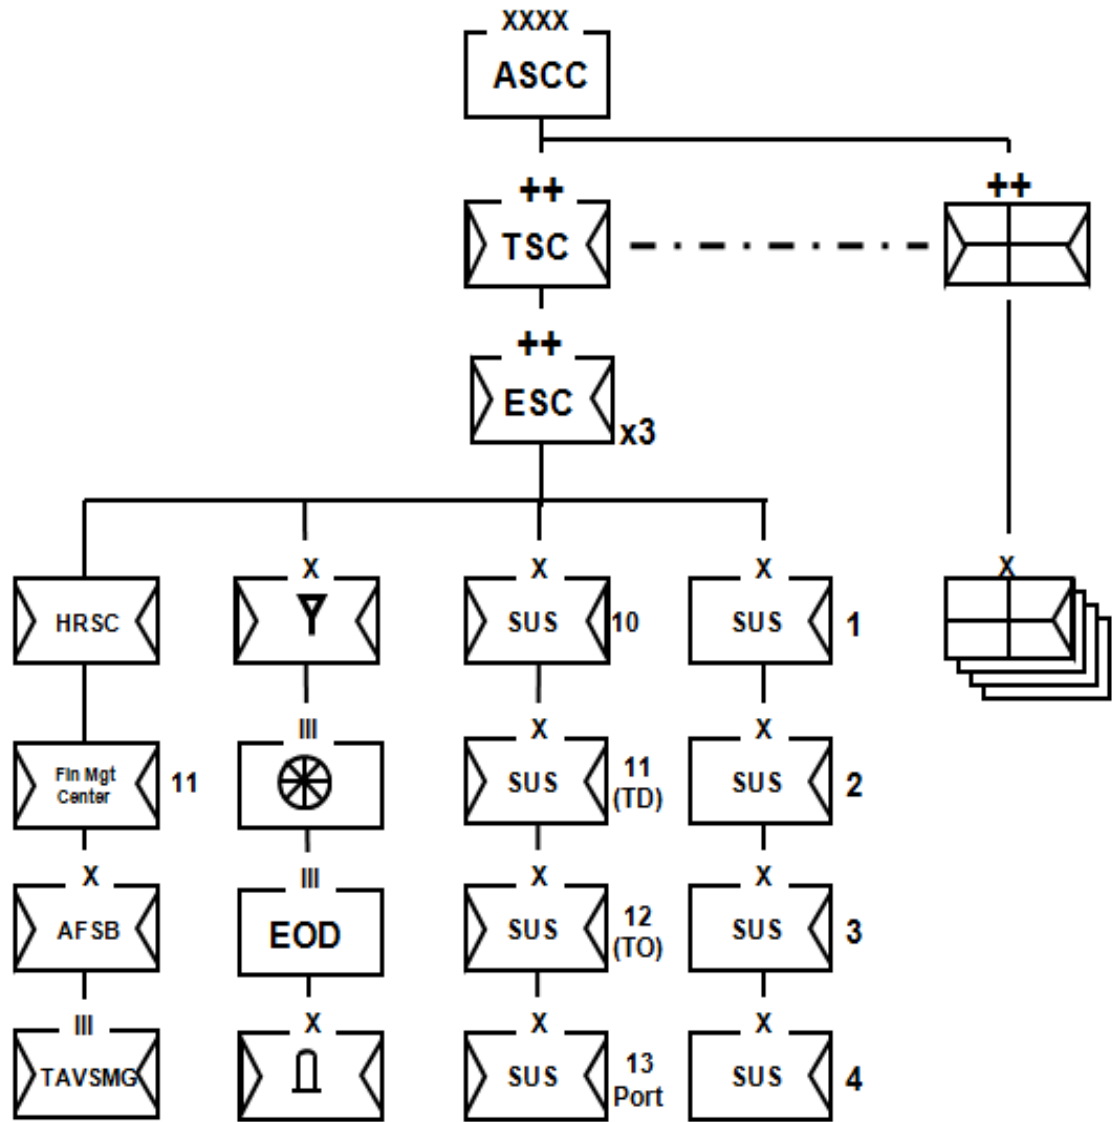 XXXX
ASCC
++
++
TSC
++
ESC
x3
X
X
X
X
HRSC
SUS
10
SUS
1
III
X
X
Fin Mgt
Center
11
SUS
11
(TD)
SUS
2
X
III
X
X
AFSB
EOD
SUS
12
(TO)
SUS
3
III
X
X
X
TAVSMG
SUS
13
Port
SUS
4